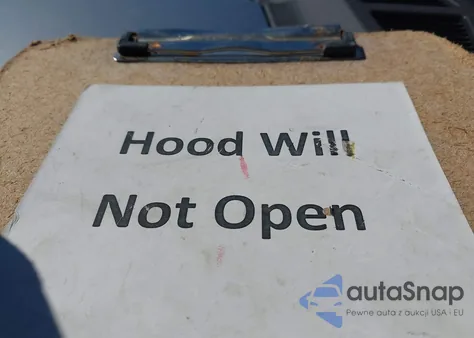 Hood Will
Not Open
autaSnap
Pewne auta z aukcji USA - EU